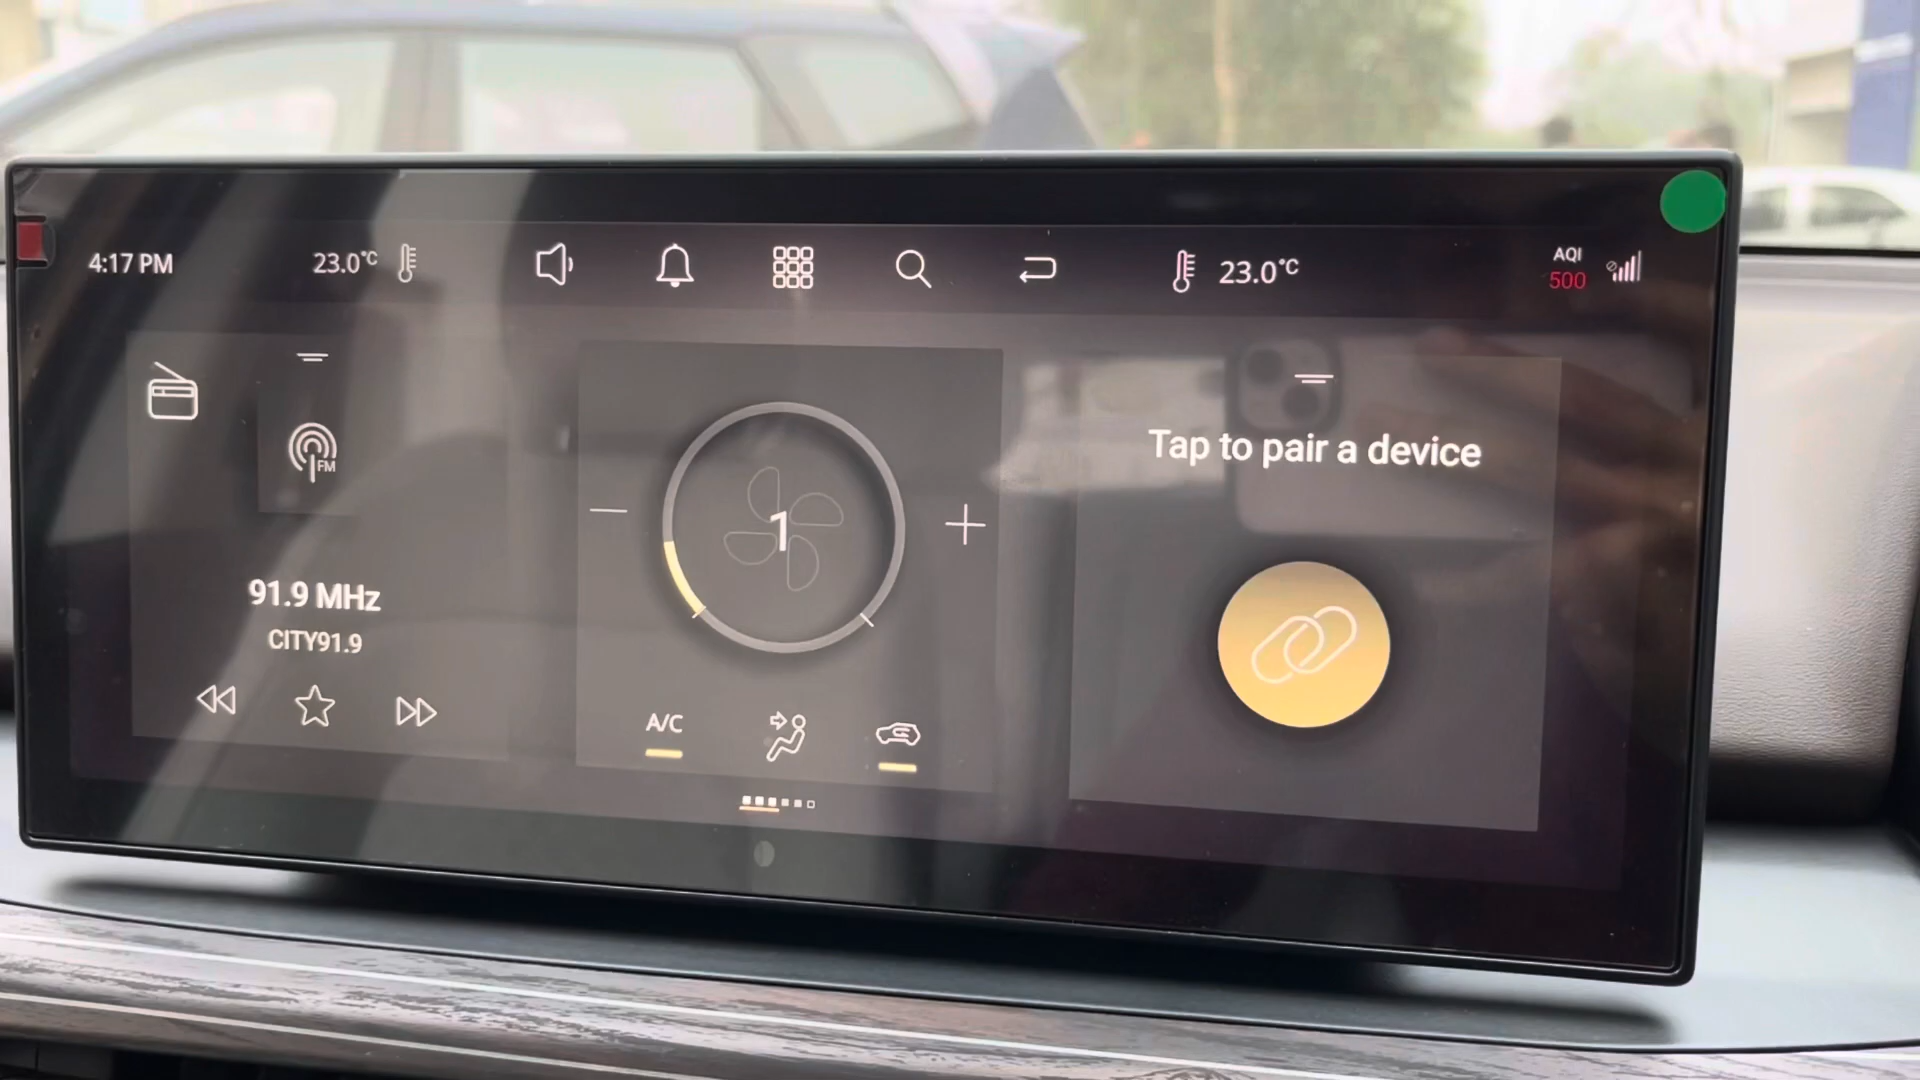 4:17 PM
23.0°C
23.0°C
AQI
500
FM
91.9 MHz
CITY91.9
1
A/C
Tap to pair a device